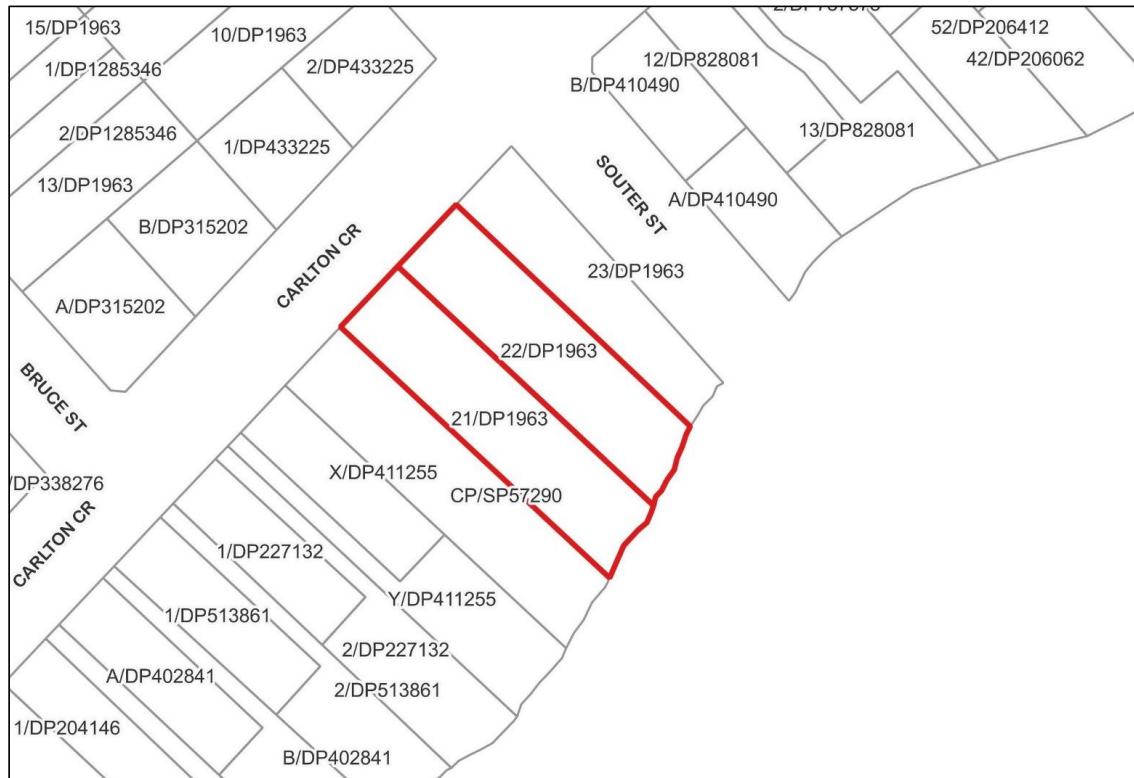 15/DP1963
10/DP1963
52/DP206412
1/DP1285346
2/DP433225
12/DP828081
42/DP206062
B/DP410490
2/DP1285346
1/DP433225
13/DP828081
13/DP1963
SOUTER ST
A/DP410490
B/DP315202
CARLTON CR
23/DP1963
A/DP315202
22/DP1963
BRUCE ST
21/DP1963
X/DP411255
/DP338276
CP/SP57290
CARLTON CR
1/DP227132
Y/DP411255
1/DP513861
2/DP227132
A/DP402841
2/DP513861
1/DP204146
B/DP402841